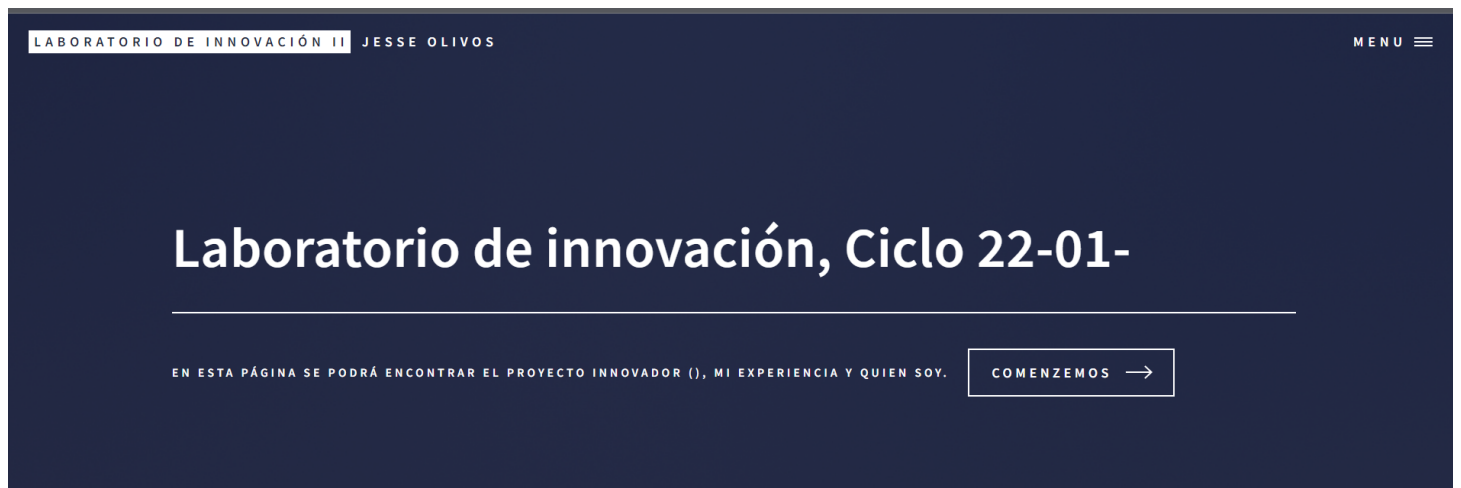 LABORATORIO DE INNOVACIÓN II JESSE OLIVOS
MENU
Laboratorio de innovación, Ciclo 22-01-
EN ESTA PÁGINA SE PODRÁ ENCONTRAR EL PROYECTO INNOVADOR (), MI EXPERIENCIA Y QUIEN SOY.
COMENZEMOS